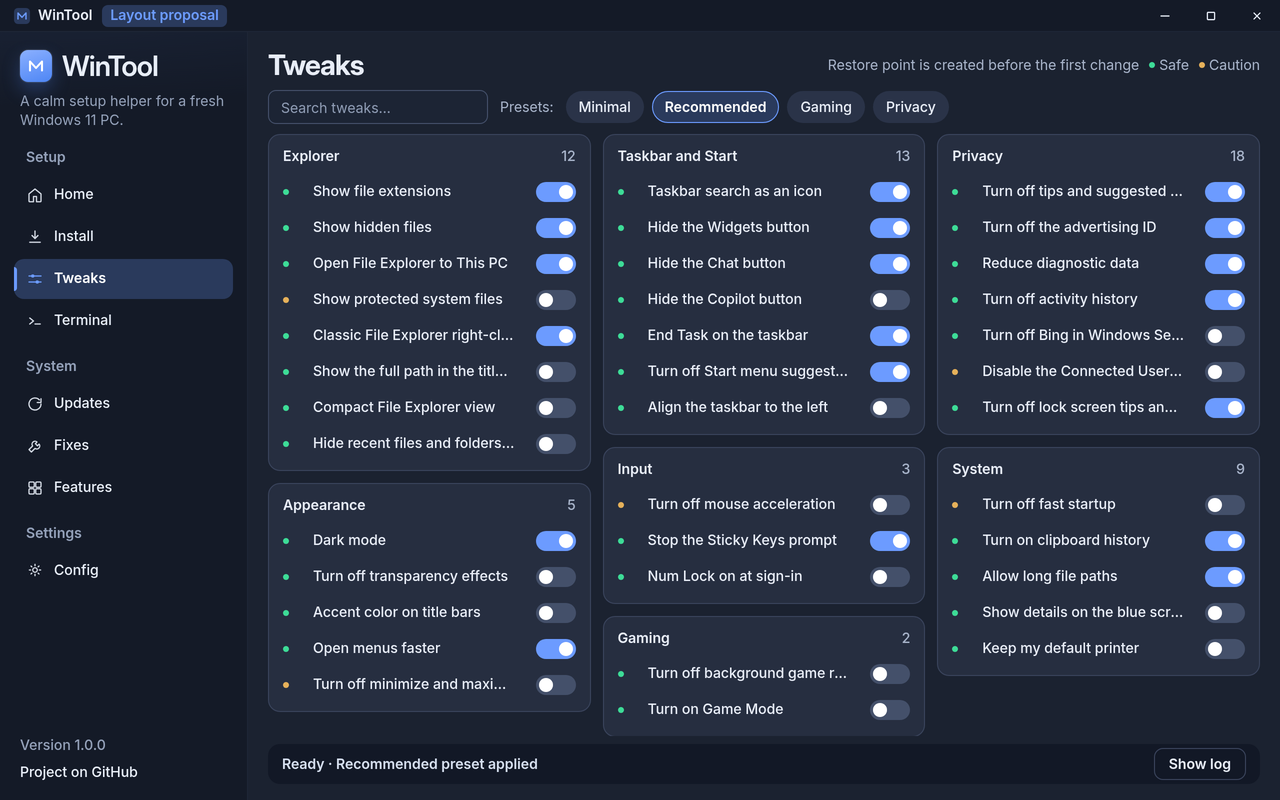 WinTool Layout proposal
WinTool
A calm setup helper for a fresh
Windows 11 PC.
Setup
Home
Install
Tweaks
Terminal
System
Updates
Fixes
Features
Settings
Config
Version 1.0.0
Project on GitHub
Tweaks
Restore point is created before the first change Safe Caution
Search tweaks...
Presets: Minimal Recommended Gaming Privacy
Explorer 12
Show file extensions
Show hidden files
Open File Explorer to This PC
Show protected system files
Classic File Explorer right-cl...
Show the full path in the titl...
Compact File Explorer view
Hide recent files and folders...
Appearance 5
Dark mode
Turn off transparency effects
Accent color on title bars
Open menus faster
Turn off minimize and maxi...
Taskbar and Start 13
Taskbar search as an icon
Hide the Widgets button
Hide the Chat button
Hide the Copilot button
End Task on the taskbar
Turn off Start menu suggest...
Align the taskbar to the left
Input 3
Turn off mouse acceleration
Stop the Sticky Keys prompt
Num Lock on at sign-in
Gaming 2
Turn off background game r...
Turn on Game Mode
Privacy 18
Turn off tips and suggested ...
Turn off the advertising ID
Reduce diagnostic data
Turn off activity history
Turn off Bing in Windows Se...
Disable the Connected User...
Turn off lock screen tips an...
System 9
Turn off fast startup
Turn on clipboard history
Allow long file paths
Show details on the blue scr...
Keep my default printer
Ready · Recommended preset applied
Show log